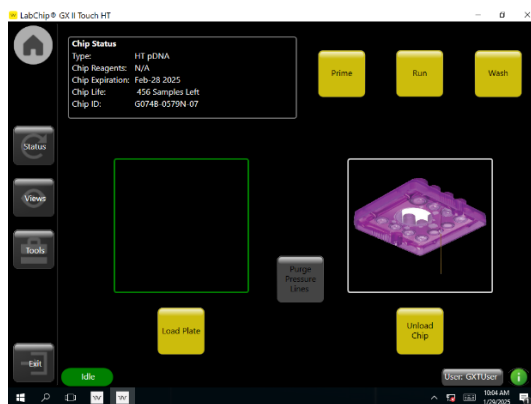 LabChip® GX II Touch HT
Chip Status
Type: HT pDNA
Chip Reagents: N/A
Chip Expiration: Feb-28 2025
Chip Life: 456 Samples Left
Chip ID: G074B-0579N-07
Prime
Run
Wash
Status
Views
Tools
Purge
Pressure
Lines
Load Plate
Unload
Chip
Exit
Idle
User: GXTUser
10:04 AM
1/29/2025